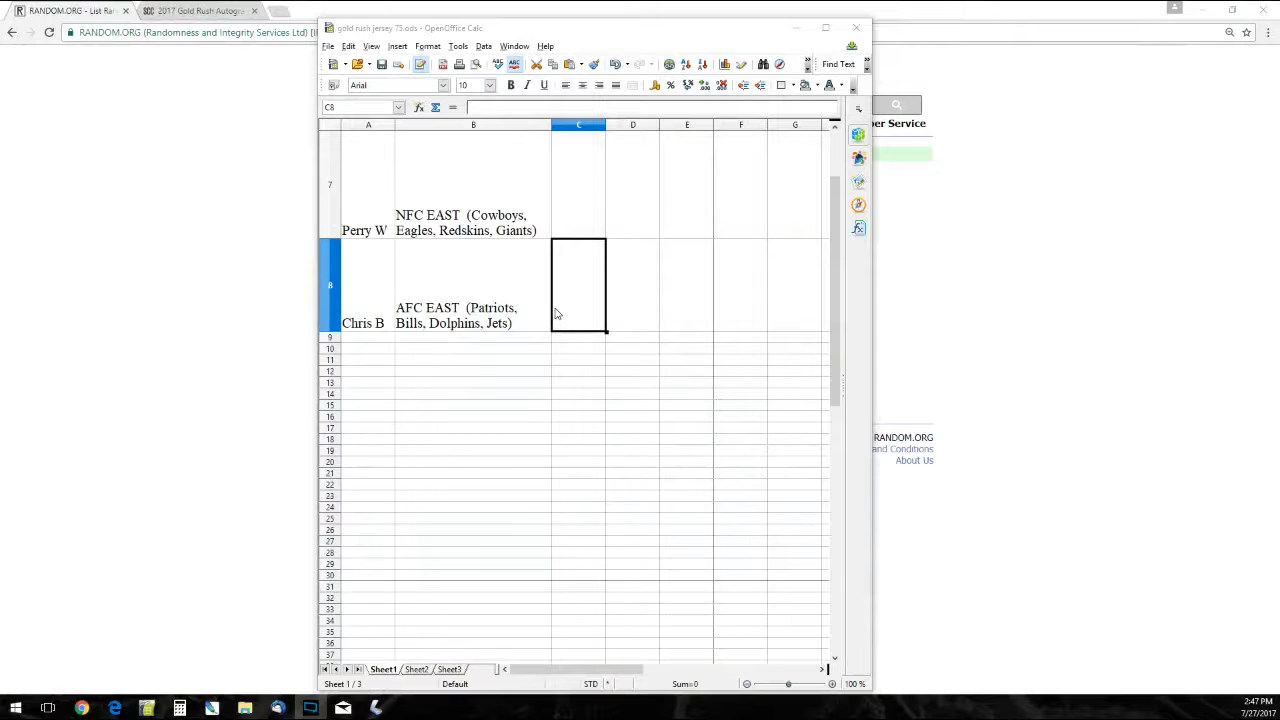 RANDOM.ORG - List Ran
2017 Gold Rush Autogr
RANDOM.ORG (Randomness and Integrity Services Ltd)
gold rush jersey 75.ods - OpenOffice Calc
File Edit View Insert Format Tools Data Window Help
Find Text
Arial 10
C8
ber Service
A B C D E F G
7
NFC EAST (Cowboys,
Perry W Eagles, Redskins, Giants)
8
AFC EAST (Patriots,
Chris B Bills, Dolphins, Jets)
9
10
11
12
13
14
15
16
17
18
19
20
21
22
23
24
25
26
27
28
29
30
31
32
33
34
35
36
37
RANDOM.ORG
and Conditions
About Us
Sheet1 Sheet2 Sheet3
Sheet 1 / 3 Default STD * Sum=0 100 %
2:47 PM
7/27/2017